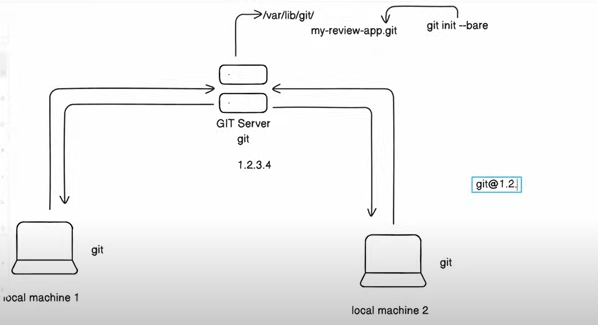 /var/lib/git/
my-review-app.git
git init --bare
GIT Server
git
1.2.3.4
git@1.2.
git
local machine 1
git
local machine 2